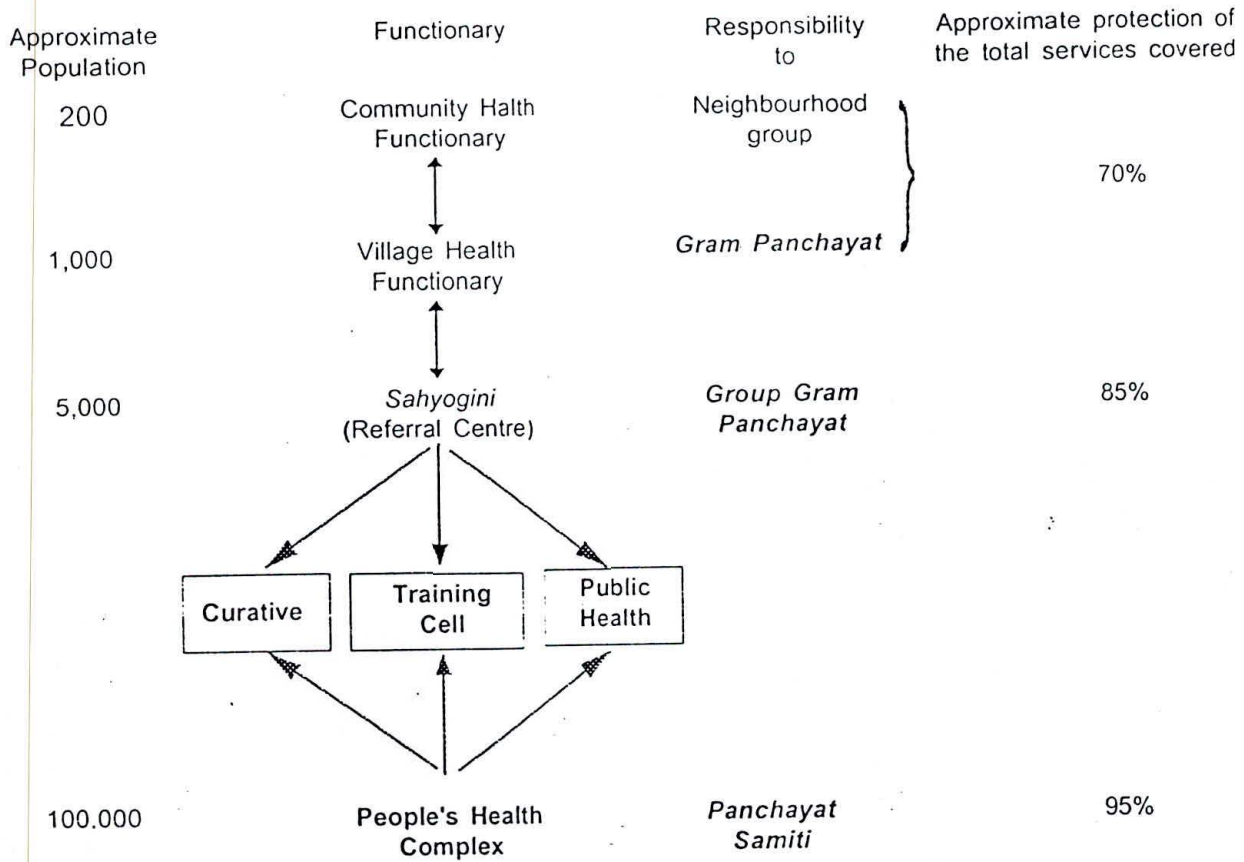 Approximate
Population
Functionary
Responsibility
to
Approximate protection of
the total services covered
200
Community Halth
Functionary
Neighbourhood
group
70%
1,000
Village Health
Functionary
Gram Panchayat
5,000
Sahyogini
(Referral Centre)
Group Gram
Panchayat
85%
Curative
Training
Cell
Public
Health
100.000
People's Health
Complex
Panchayat
Samiti
95%